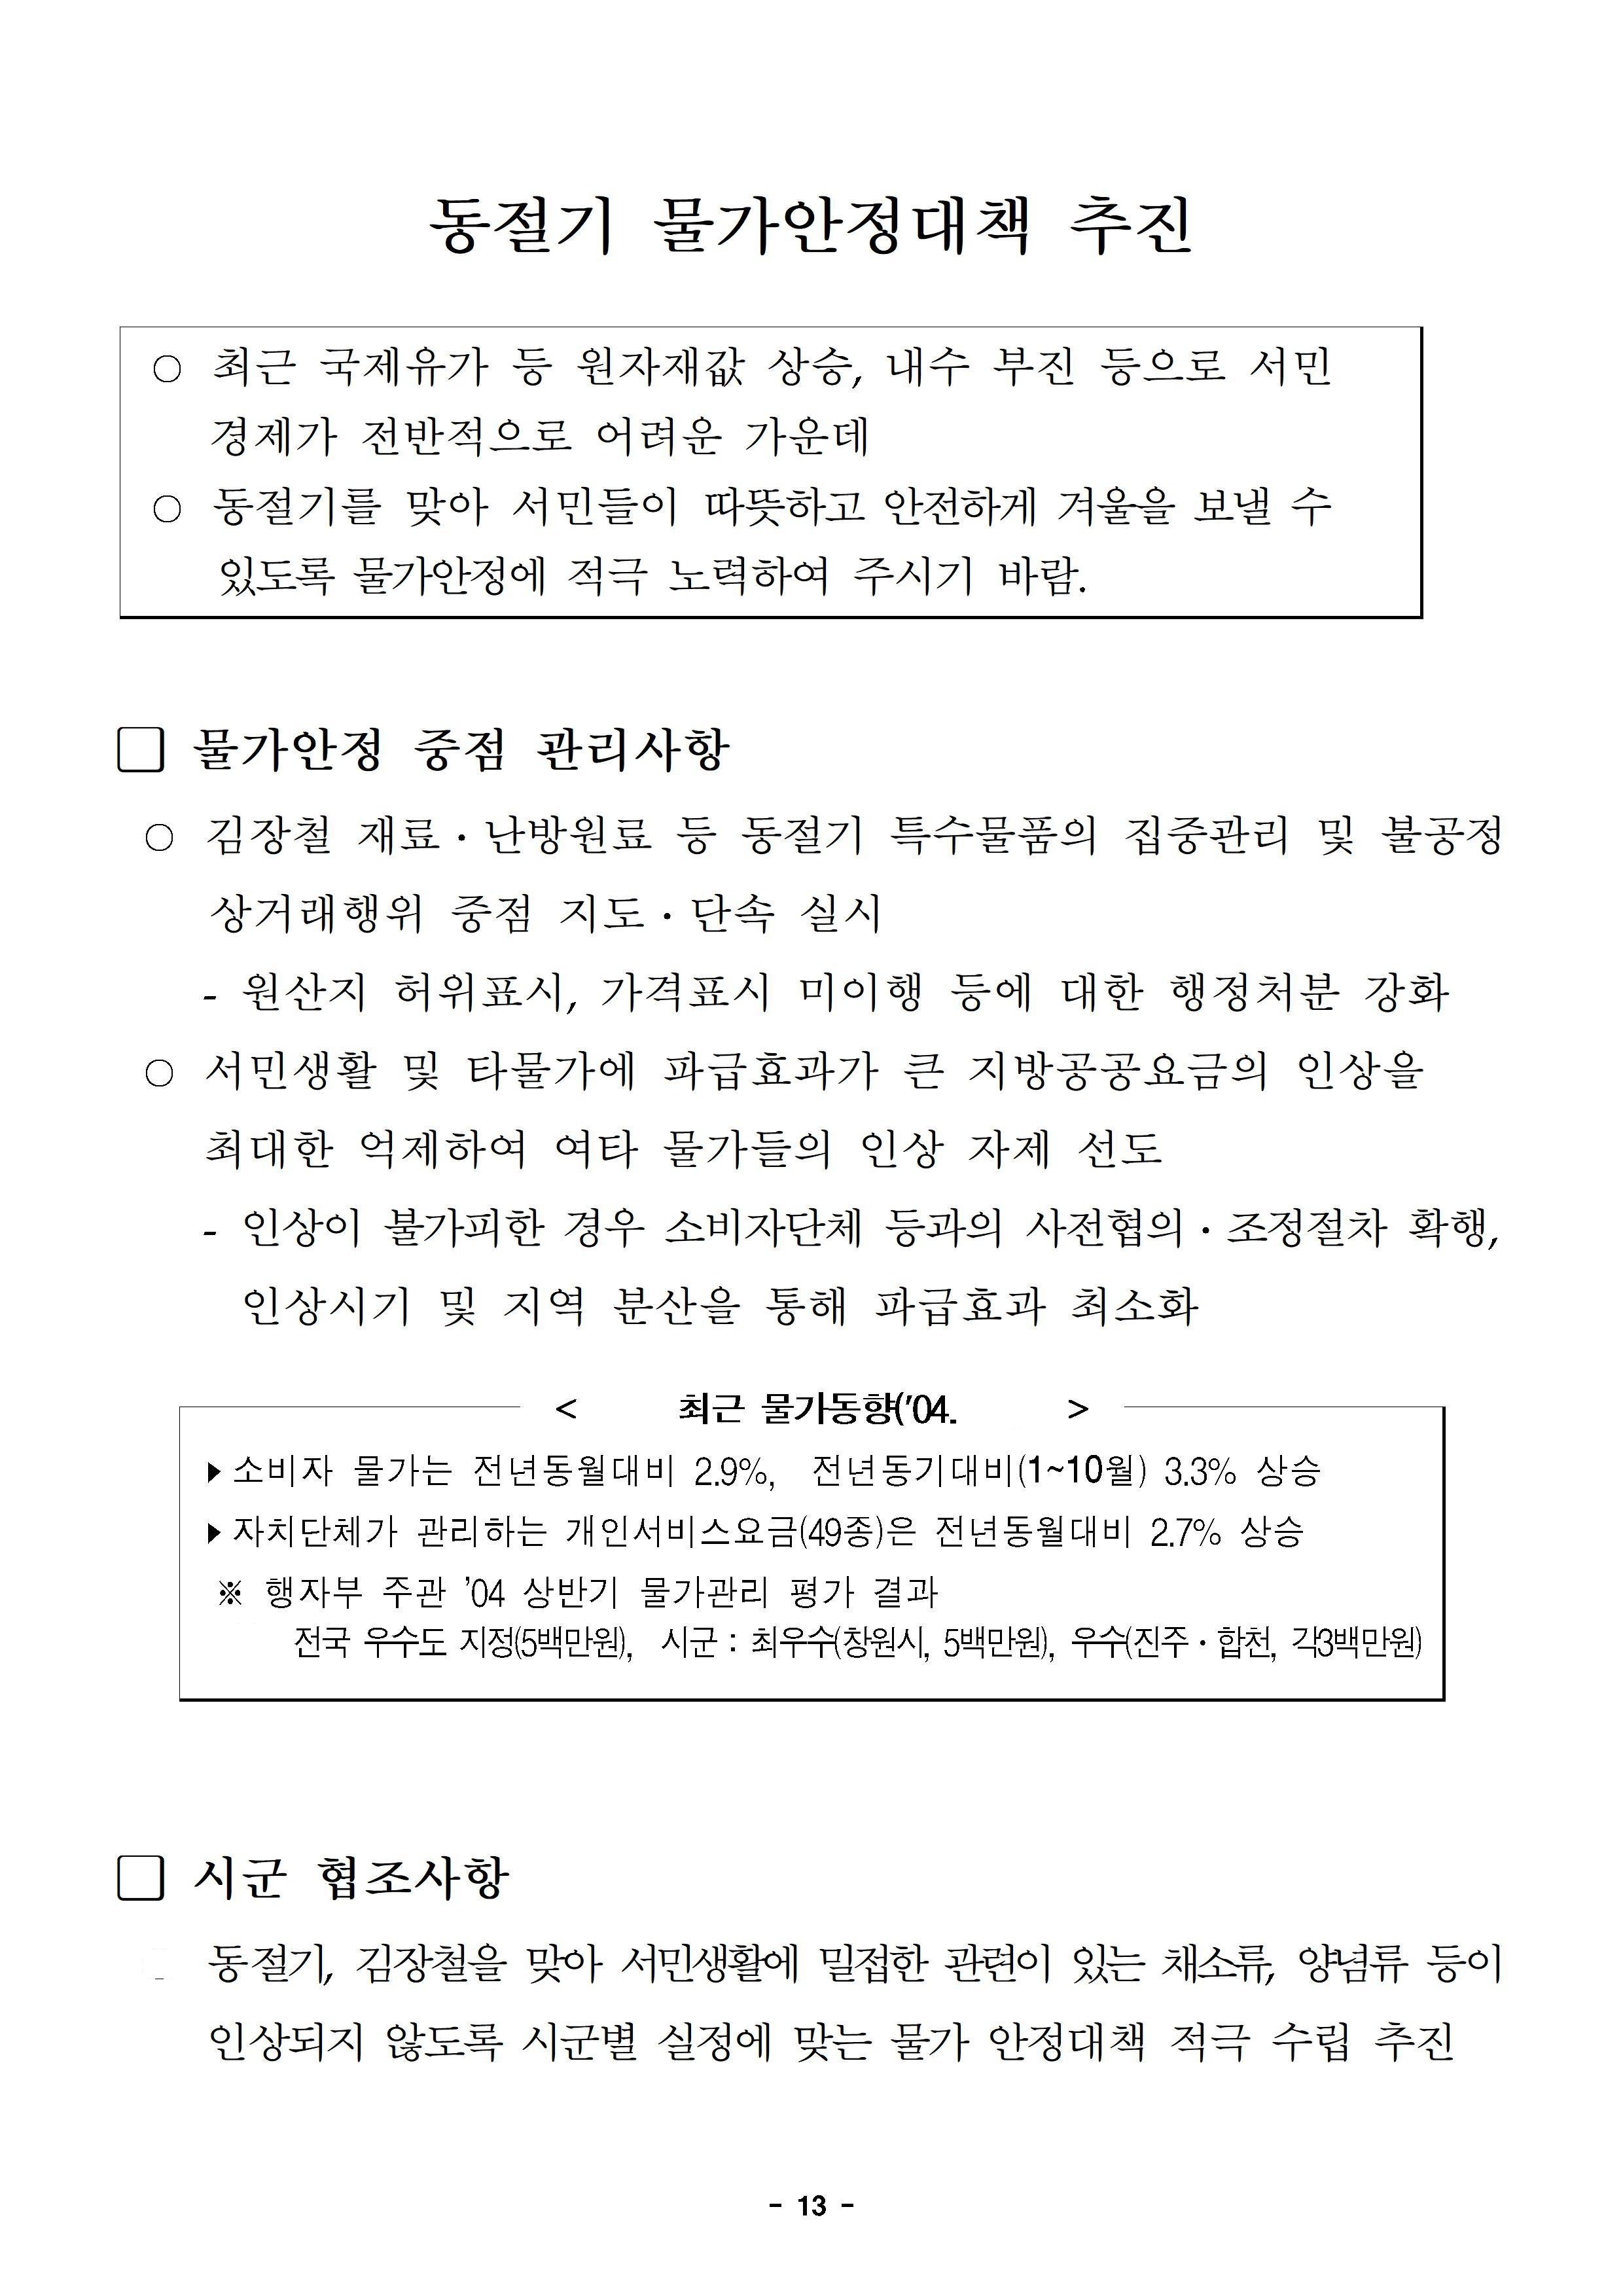 동절기 물가안정대책 추진
○ 최근 국제유가 등 원자재값 상승, 내수 부진 등으로 서민
경제가 전반적으로 어려운 가운데
○ 동절기를 맞아 서민들이 따뜻하고 안전하게 겨울을 보낼 수
있도록 물가안정에 적극 노력하여 주시기 바람.
□ 물가안정 중점 관리사항
○ 김장철 재료·난방원료 등 동절기 특수물품의 집중관리 및 불공정
상거래행위 중점 지도·단속 실시
- 원산지 허위표시, 가격표시 미이행 등에 대한 행정처분 강화
○ 서민생활 및 타물가에 파급효과가 큰 지방공공요금의 인상을
최대한 억제하여 여타 물가들의 인상 자제 선도
- 인상이 불가피한 경우 소비자단체 등과의 사전협의·조정절차 확행,
인상시기 및 지역 분산을 통해 파급효과 최소화
< 최근 물가동향('04. >
▶소비자 물가는 전년동월대비 2.9%, 전년동기대비(1~10월) 3.3% 상승
▶자치단체가 관리하는 개인서비스요금(49종)은 전년동월대비 2.7% 상승
※ 행자부 주관 '04 상반기 물가관리 평가 결과
전국 우수도 지정(5백만원), 시군 : 최우수(창원시, 5백만원), 우수(진주·합천, 각3백만원)
□ 시군 협조사항
동절기, 김장철을 맞아 서민생활에 밀접한 관련이 있는 채소류, 양념류 등이
인상되지 않도록 시군별 실정에 맞는 물가 안정대책 적극 수립 추진
- 13 -